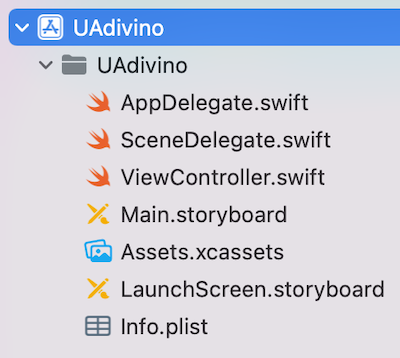 UAdivino
UAdivino
AppDelegate.swift
SceneDelegate.swift
ViewController.swift
Main.storyboard
Assets.xcassets
LaunchScreen.storyboard
Info.plist